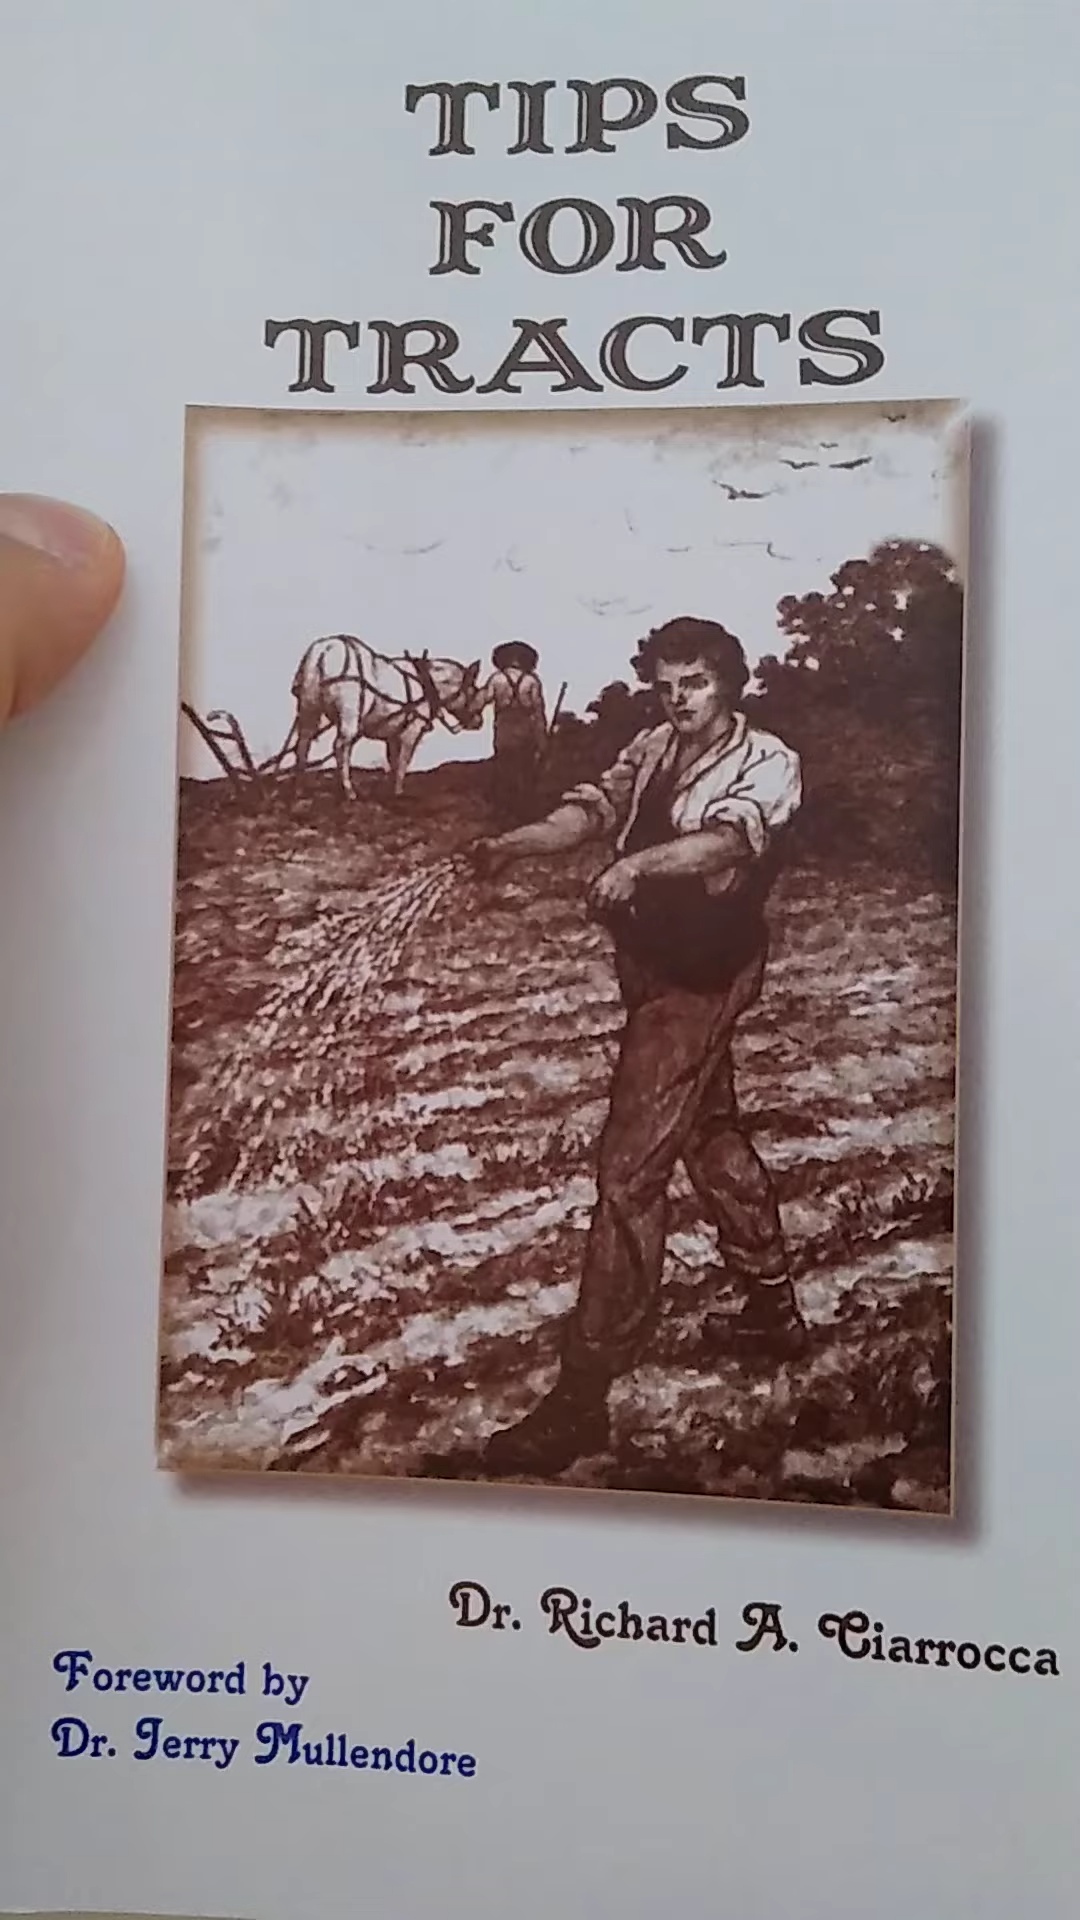 TIPS
FOR
TRACTS
Dr. Richard A. Ciarrocca
Foreword by
Dr. Jerry Mullendore